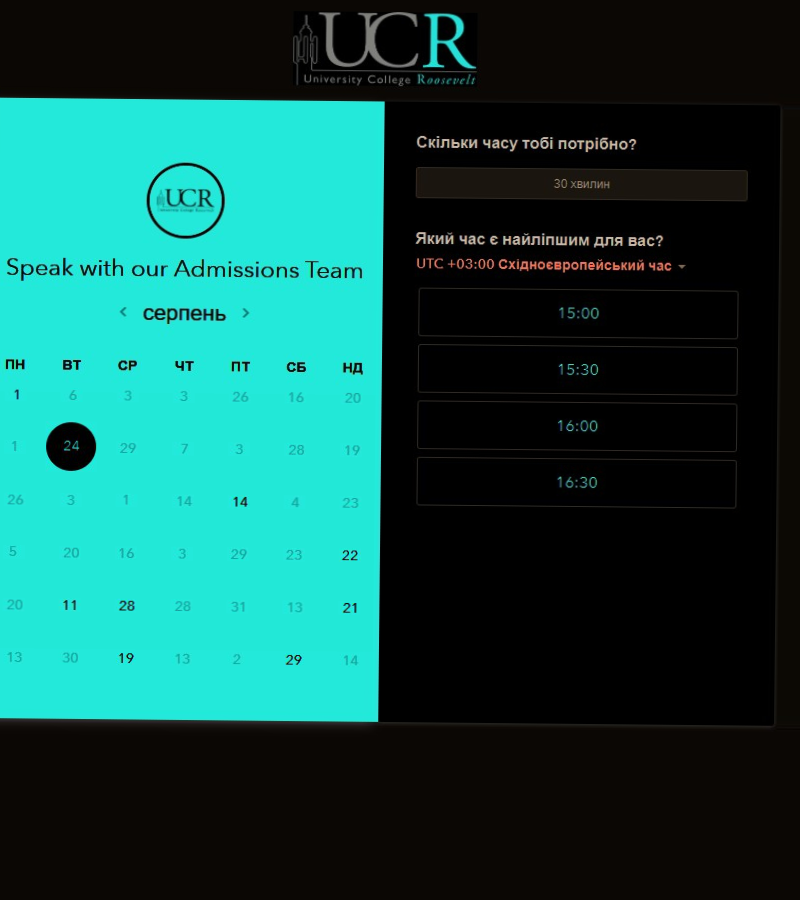 UCR
University College Roosevelt
UCR
University College Roosevelt
Speak with our Admissions Team
серпень
ПН ВТ СР ЧТ ПТ СБ НД
1 6 3 3 26 16 20
1 24 29 7 3 28 19
26 3 1 14 14 4 23
5 20 16 3 29 23 22
20 11 28 28 31 13 21
13 30 19 13 2 29 14
Скільки часу тобі потрібно?
30 хвилин
Який час є найліпшим для вас?
UTC +03:00 Східноєвропейський час
15:00
15:30
16:00
16:30